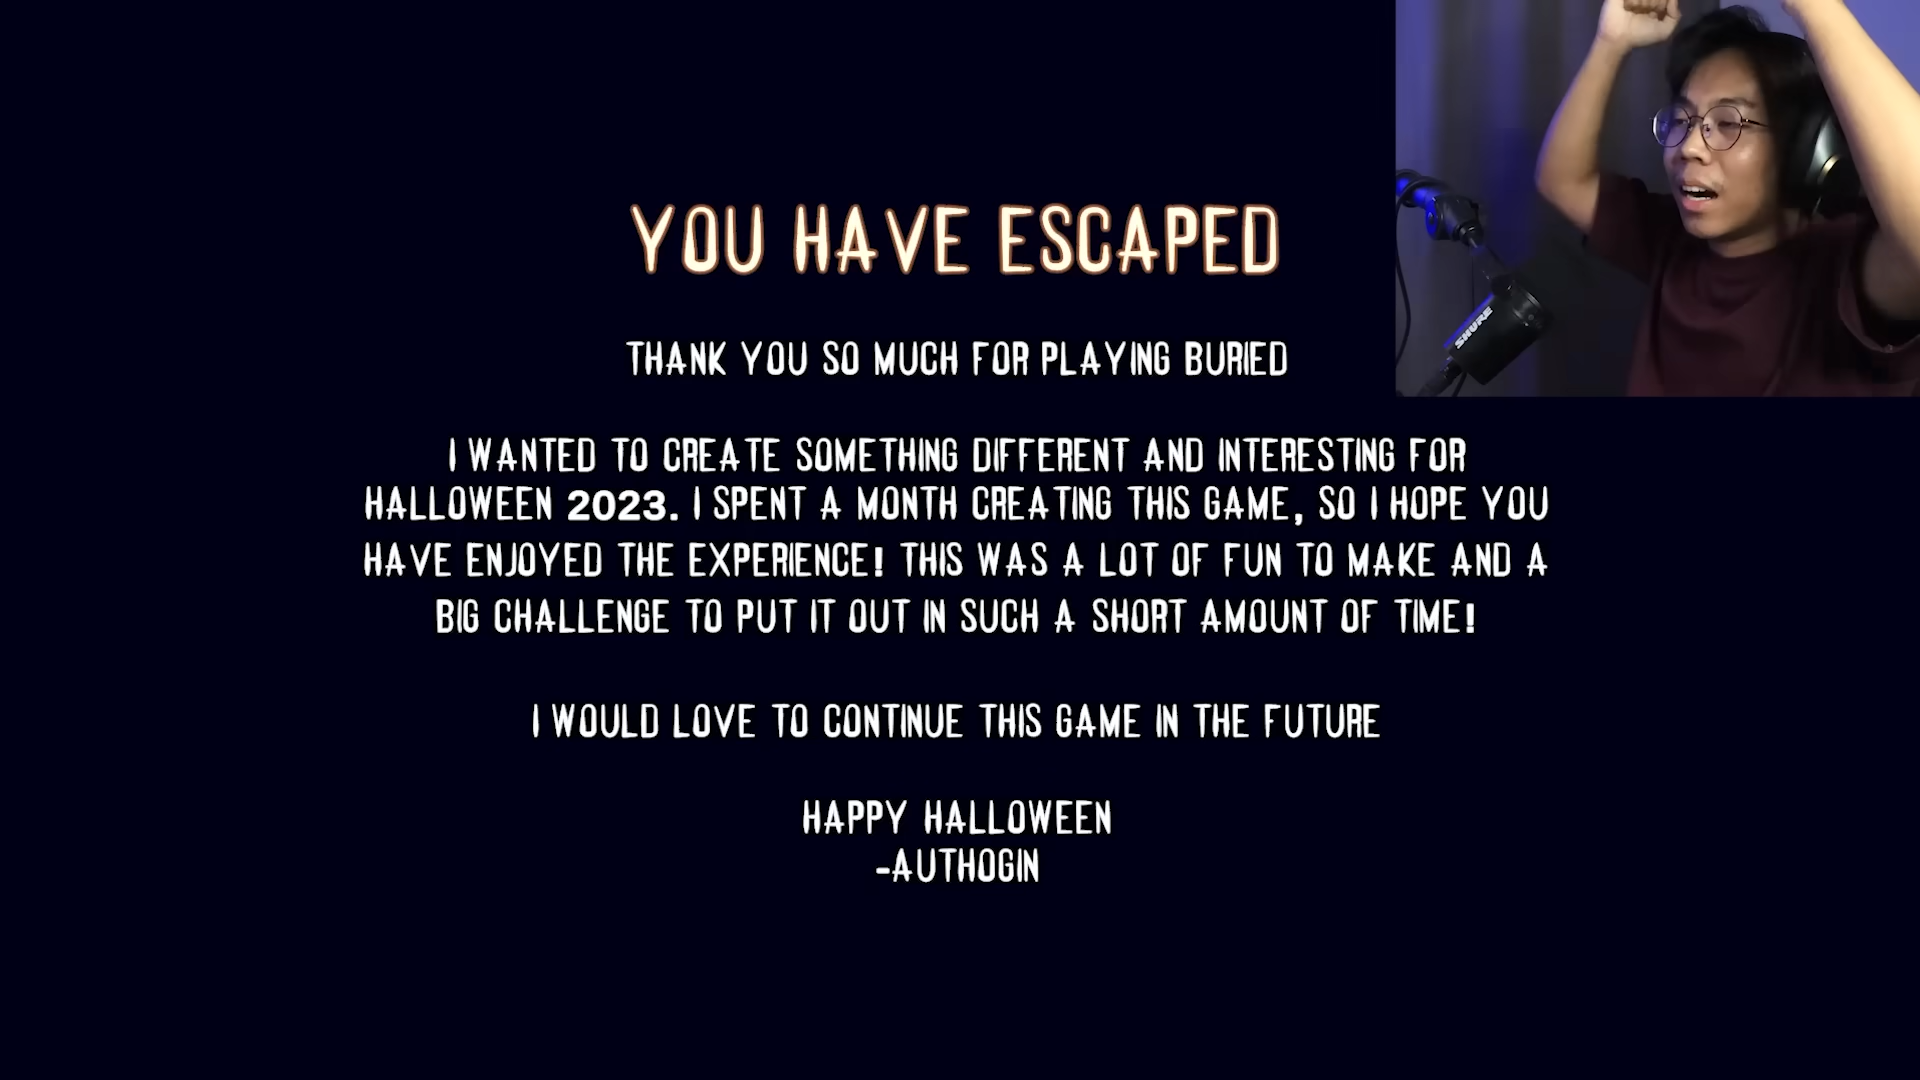 YOU HAVE ESCAPED
THANK YOU SO MUCH FOR PLAYING BURIED
I WANTED TO CREATE SOMETHING DIFFERENT AND INTERESTING FOR
HALLOWEEN 2023. I SPENT A MONTH CREATING THIS GAME, SO I HOPE YOU
HAVE ENJOYED THE EXPERIENCE! THIS WAS A LOT OF FUN TO MAKE AND A
BIG CHALLENGE TO PUT IT OUT IN SUCH A SHORT AMOUNT OF TIME!
I WOULD LOVE TO CONTINUE THIS GAME IN THE FUTURE
HAPPY HALLOWEEN
-AUTHOGIN
SHURE